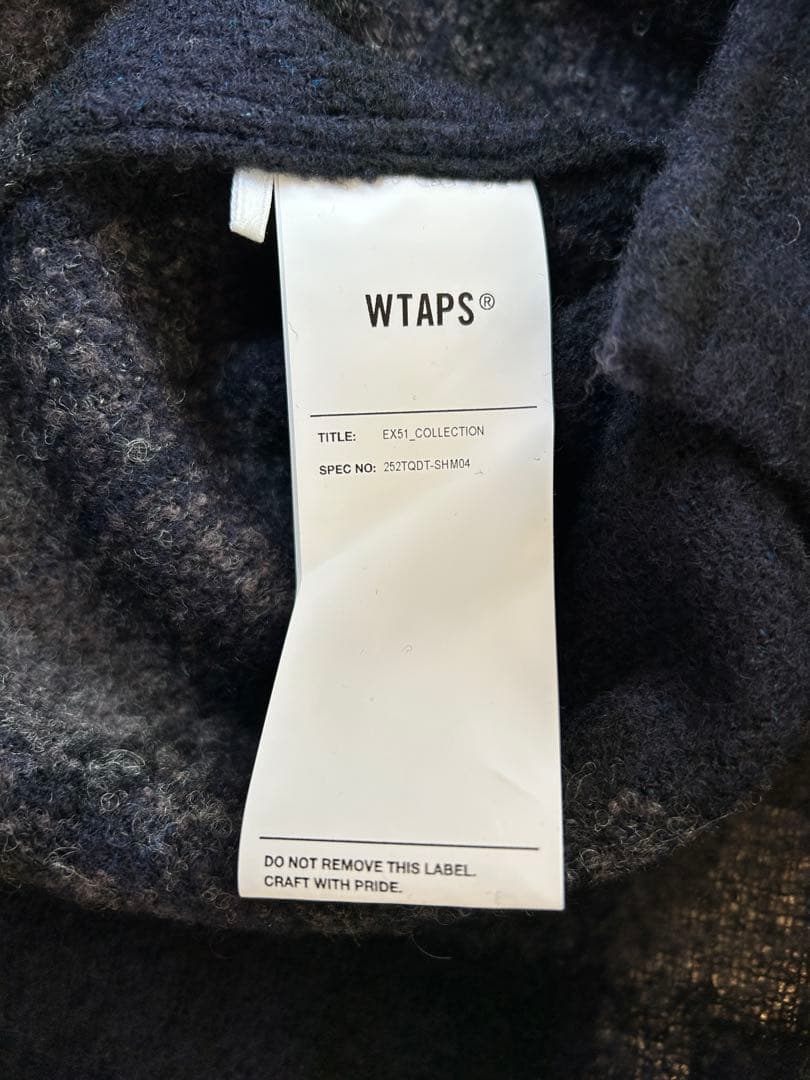 WTAPS®
TITLE: EX51_COLLECTION
SPEC NO: 252TQDT-SHM04
DO NOT REMOVE THIS LABEL.
CRAFT WITH PRIDE.